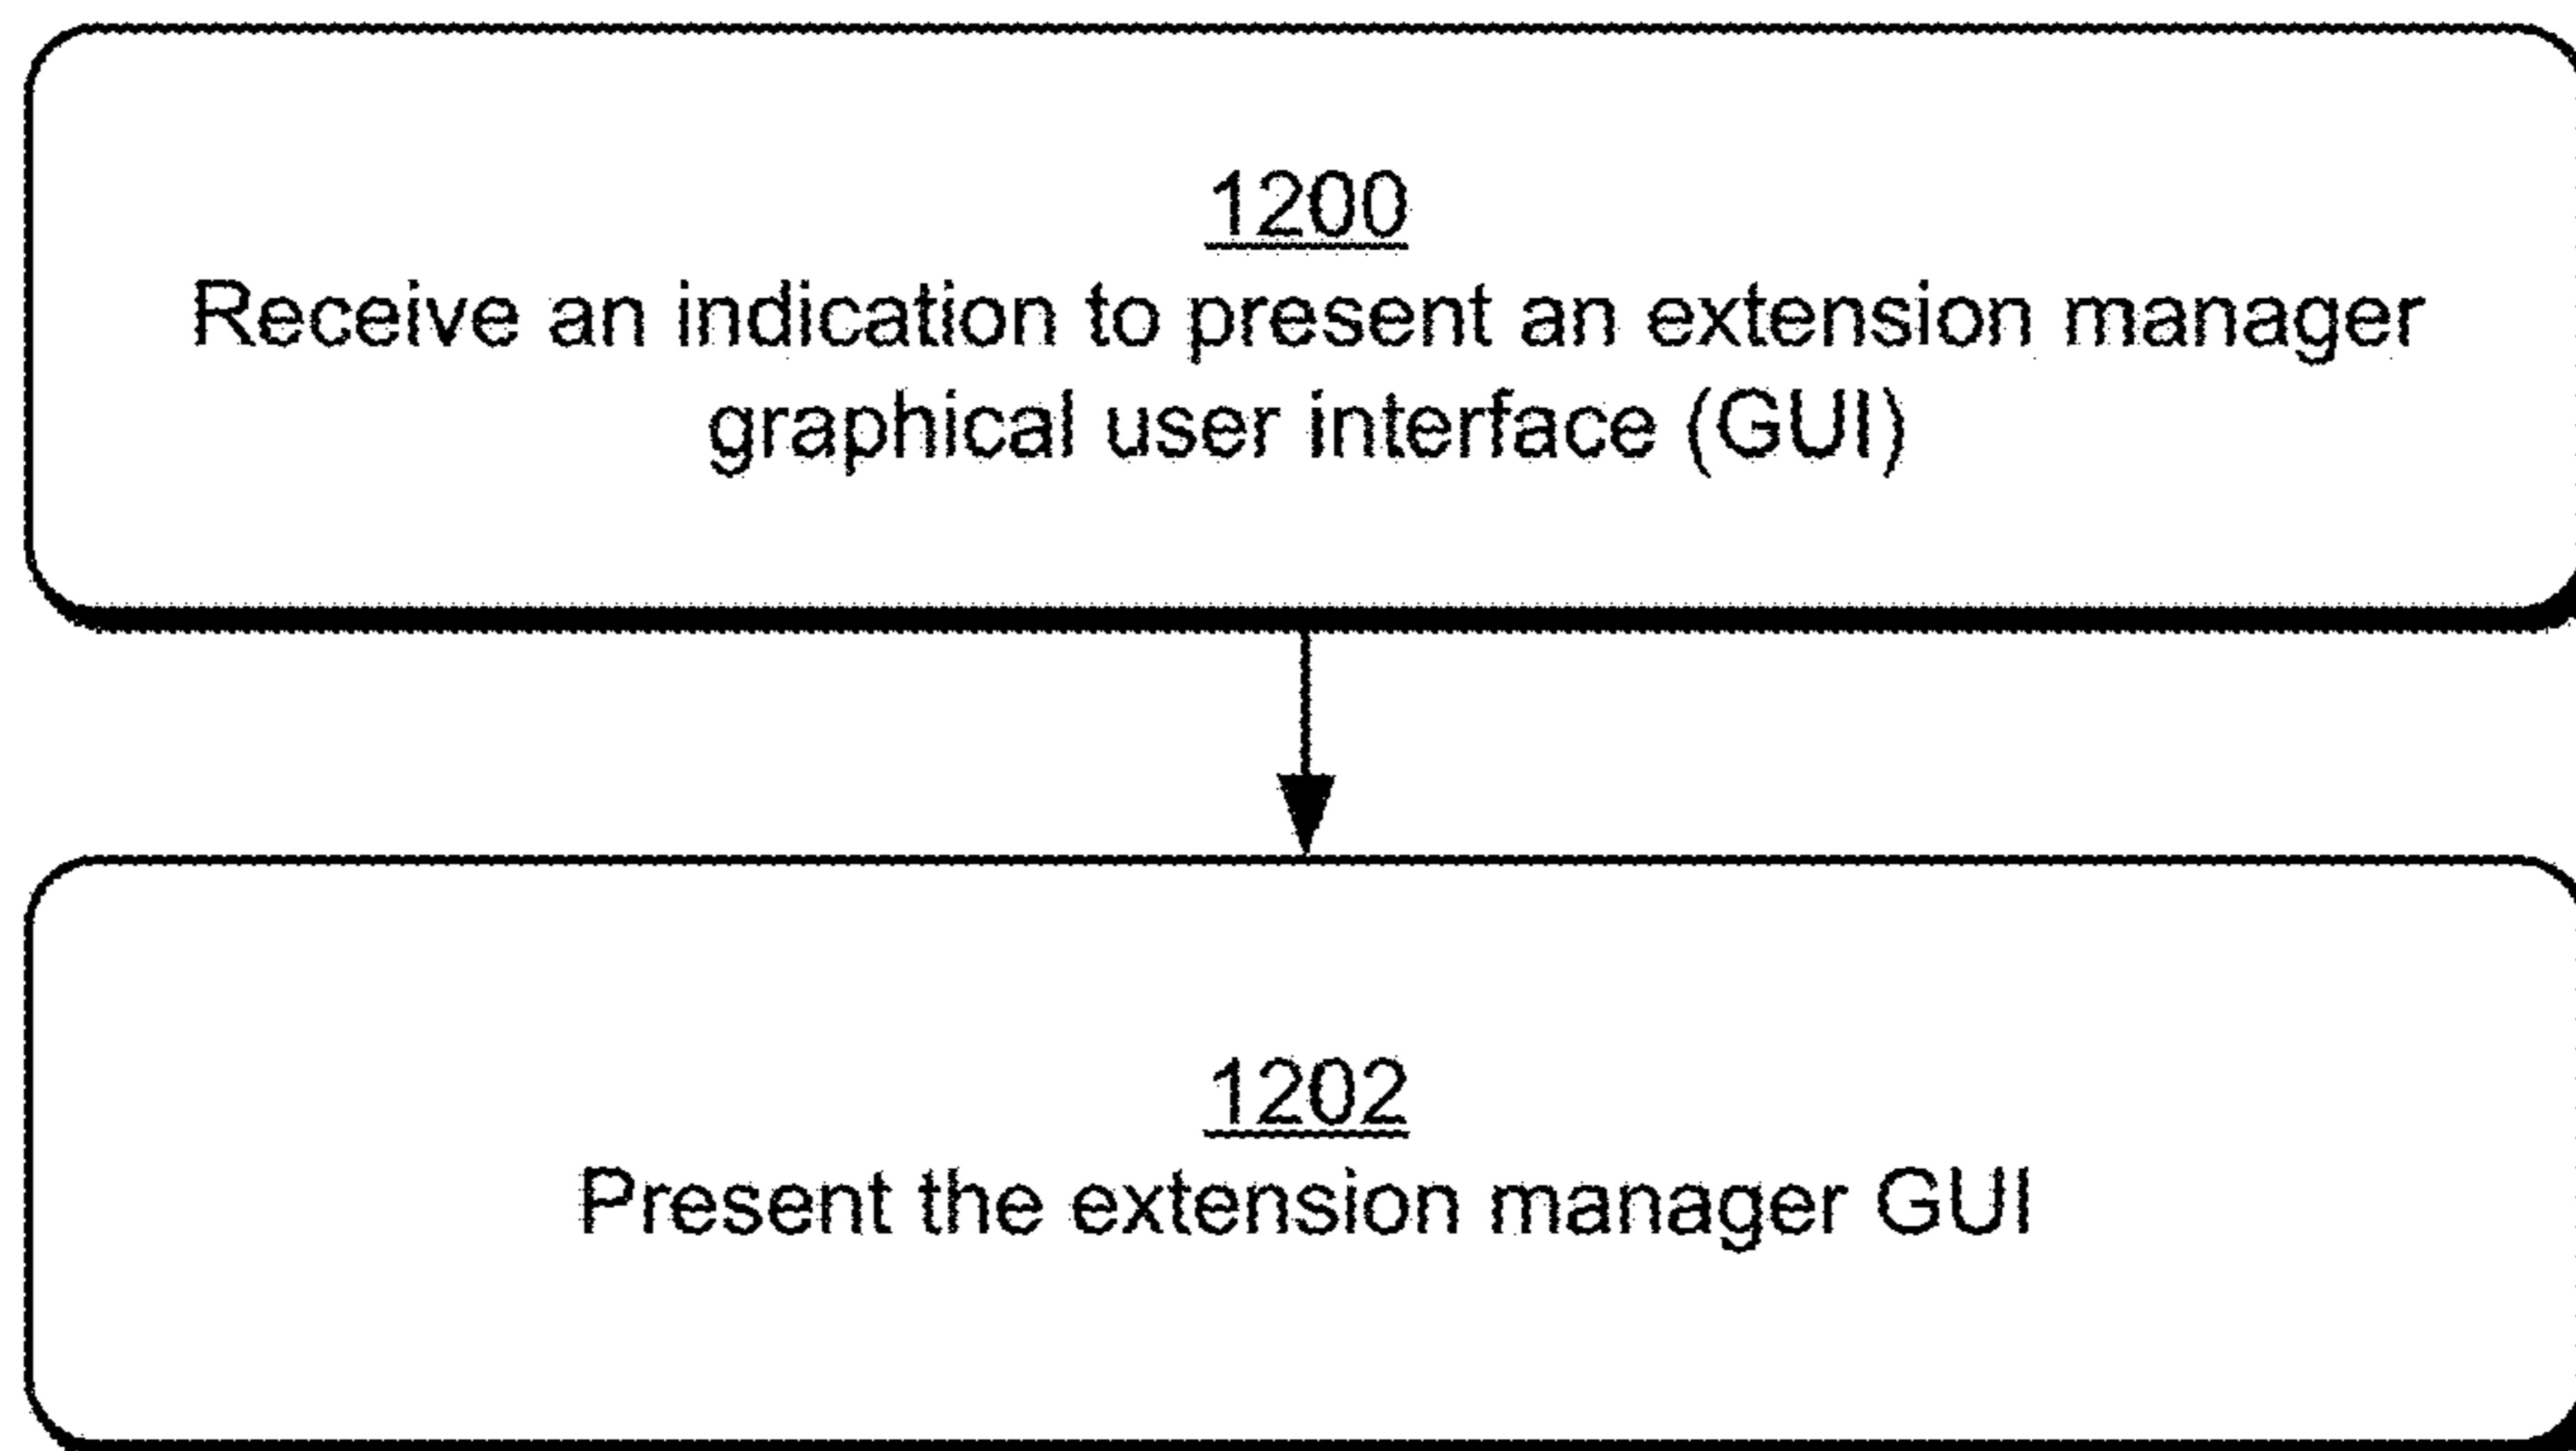 1200
Receive an indication to present an extension manager
graphical user interface (GUI)
1202
Present the extension manager GUI